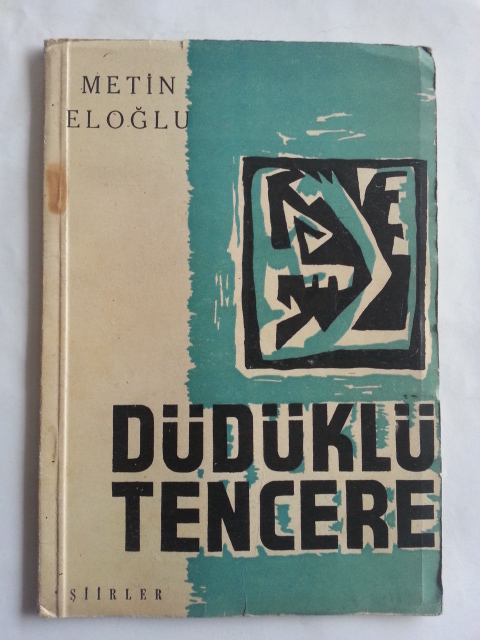 METİN
ELOĞLU
DÜDÜKLÜ
TENCERE
ŞİİRLER